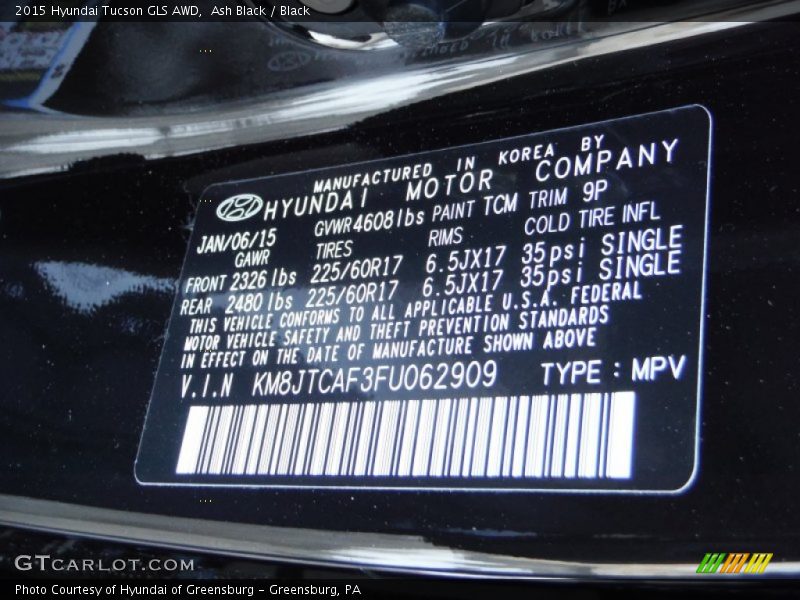 2015 Hyundai Tucson GLS AWD, Ash Black / Black
MANUFACTURED IN KOREA BY
HYUNDAI MOTOR COMPANY
JAN/06/15 GVWR 4608 lbs PAINT TCM TRIM 9P
GAWR TIRES RIMS COLD TIRE INFL
FRONT 2326 lbs 225/60R17 6.5JX17 35psi SINGLE
REAR 2480 lbs 225/60R17 6.5JX17 35psi SINGLE
THIS VEHICLE CONFORMS TO ALL APPLICABLE U.S.A. FEDERAL
MOTOR VEHICLE SAFETY AND THEFT PREVENTION STANDARDS
IN EFFECT ON THE DATE OF MANUFACTURE SHOWN ABOVE
V.I.N KM8JTCAF3FU062909 TYPE : MPV
GTCARLOT.COM
Photo Courtesy of Hyundai of Greensburg – Greensburg, PA